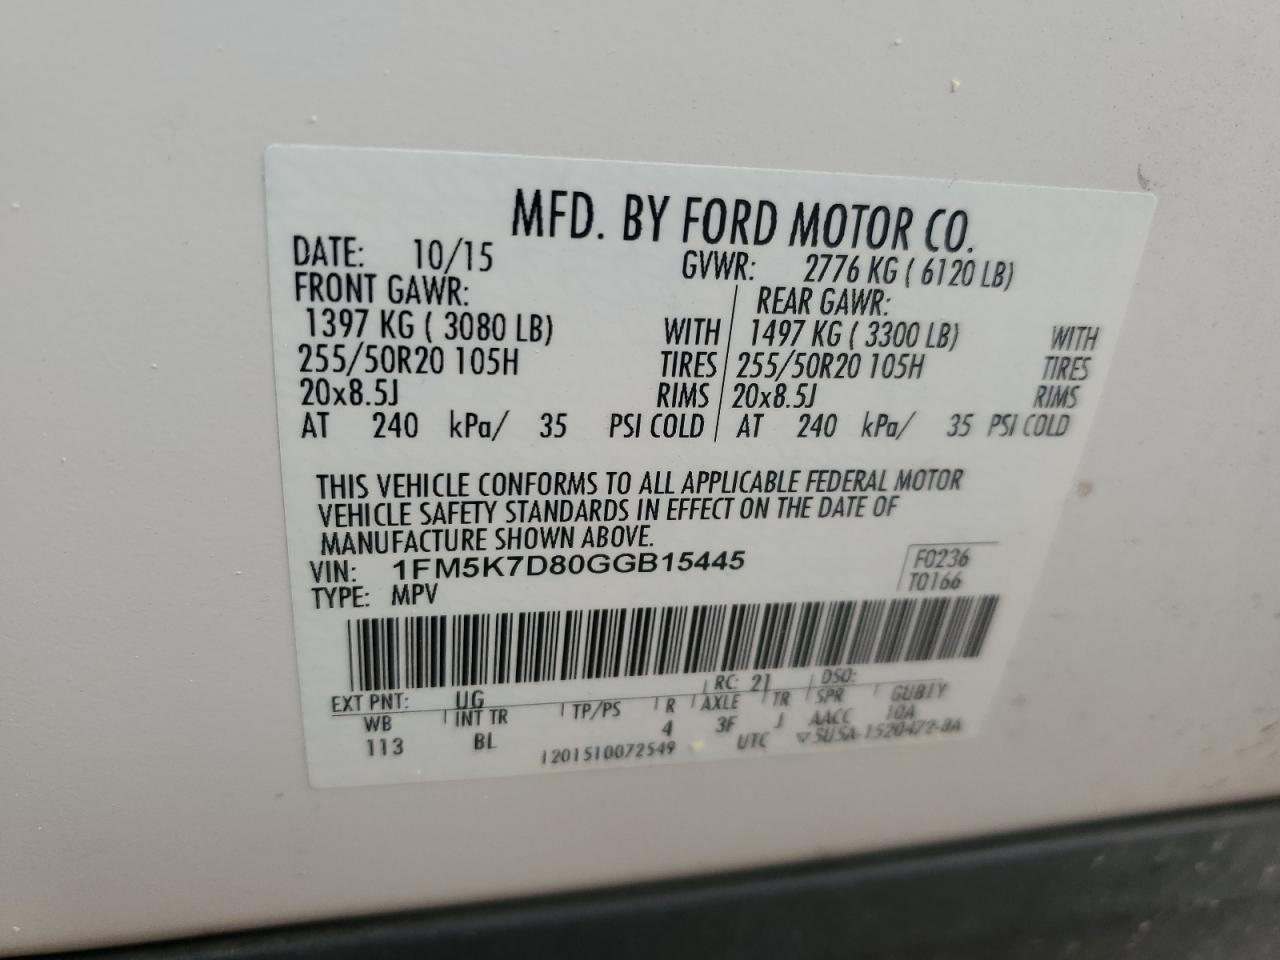 MFD. BY FORD MOTOR CO.
DATE: 10/15 GVWR: 2776 KG ( 6120 LB)
FRONT GAWR: REAR GAWR:
1397 KG ( 3080 LB) WITH 1497 KG ( 3300 LB) WITH
255/50R20 105H TIRES 255/50R20 105H TIRES
20x8.5J RIMS 20x8.5J RIMS
AT 240 kPa/ 35 PSI COLD AT 240 kPa/ 35 PSI COLD
THIS VEHICLE CONFORMS TO ALL APPLICABLE FEDERAL MOTOR
VEHICLE SAFETY STANDARDS IN EFFECT ON THE DATE OF
MANUFACTURE SHOWN ABOVE.
VIN: 1FM5K7D80GGB15445 F0236
TYPE: MPV T0166
EXT PNT: UG RC: 21 DSO:
WB INT TR TP/PS R AXLE TR SPR GUBTY
113 BL 4 3F J AACC 10A
1201510072549 UTC ▽5U5A-1520472-BA